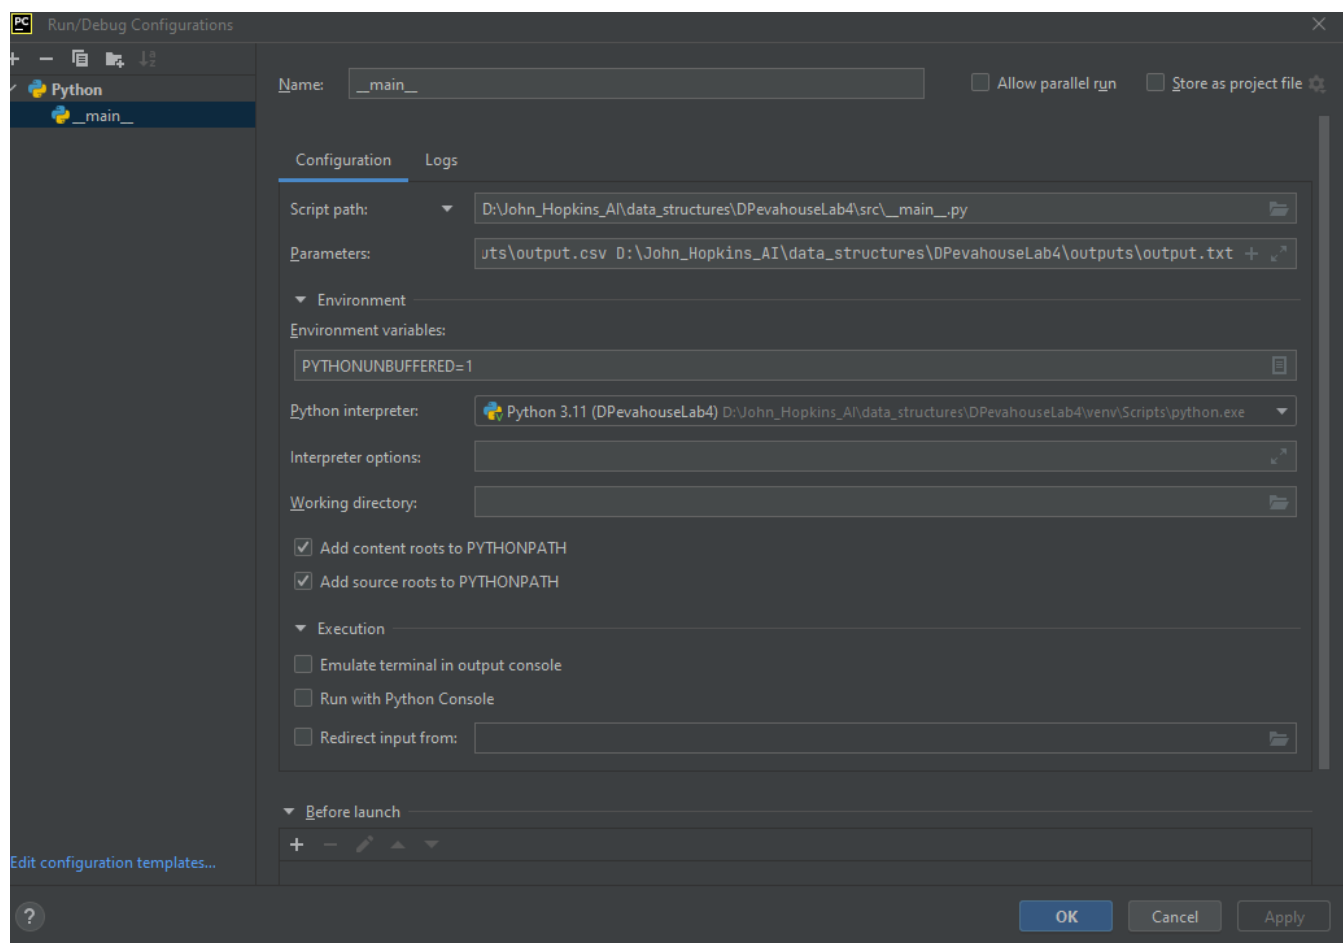 PC Run/Debug Configurations
Python
__main__
Name: __main__
Allow parallel run
Store as project file
Configuration Logs
Script path: D:\John_Hopkins_AI\data_structures\DPevahouseLab4\src\__main__.py
Parameters: uts\output.csv D:\John_Hopkins_AI\data_structures\DPevahouseLab4\outputs\output.txt
Environment
Environment variables:
PYTHONUNBUFFERED=1
Python interpreter: Python 3.11 (DPevahouseLab4) D:\John_Hopkins_AI\data_structures\DPevahouseLab4\venv\Scripts\python.exe
Interpreter options:
Working directory:
Add content roots to PYTHONPATH
Add source roots to PYTHONPATH
Execution
Emulate terminal in output console
Run with Python Console
Redirect input from:
Before launch
Edit configuration templates...
? OK Cancel Apply